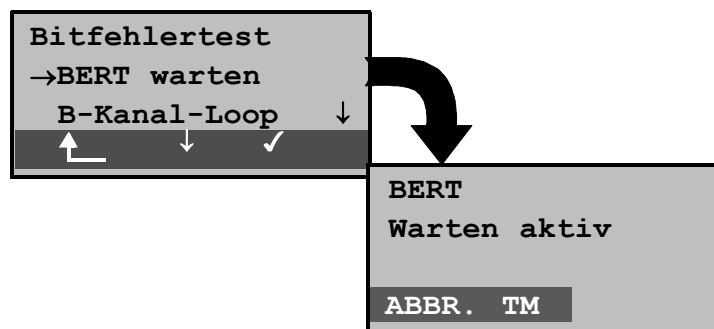 Bitfehlertest
→BERT warten
B-Kanal-Loop ↓
↓ ✓
BERT
Warten aktiv
ABBR. TM